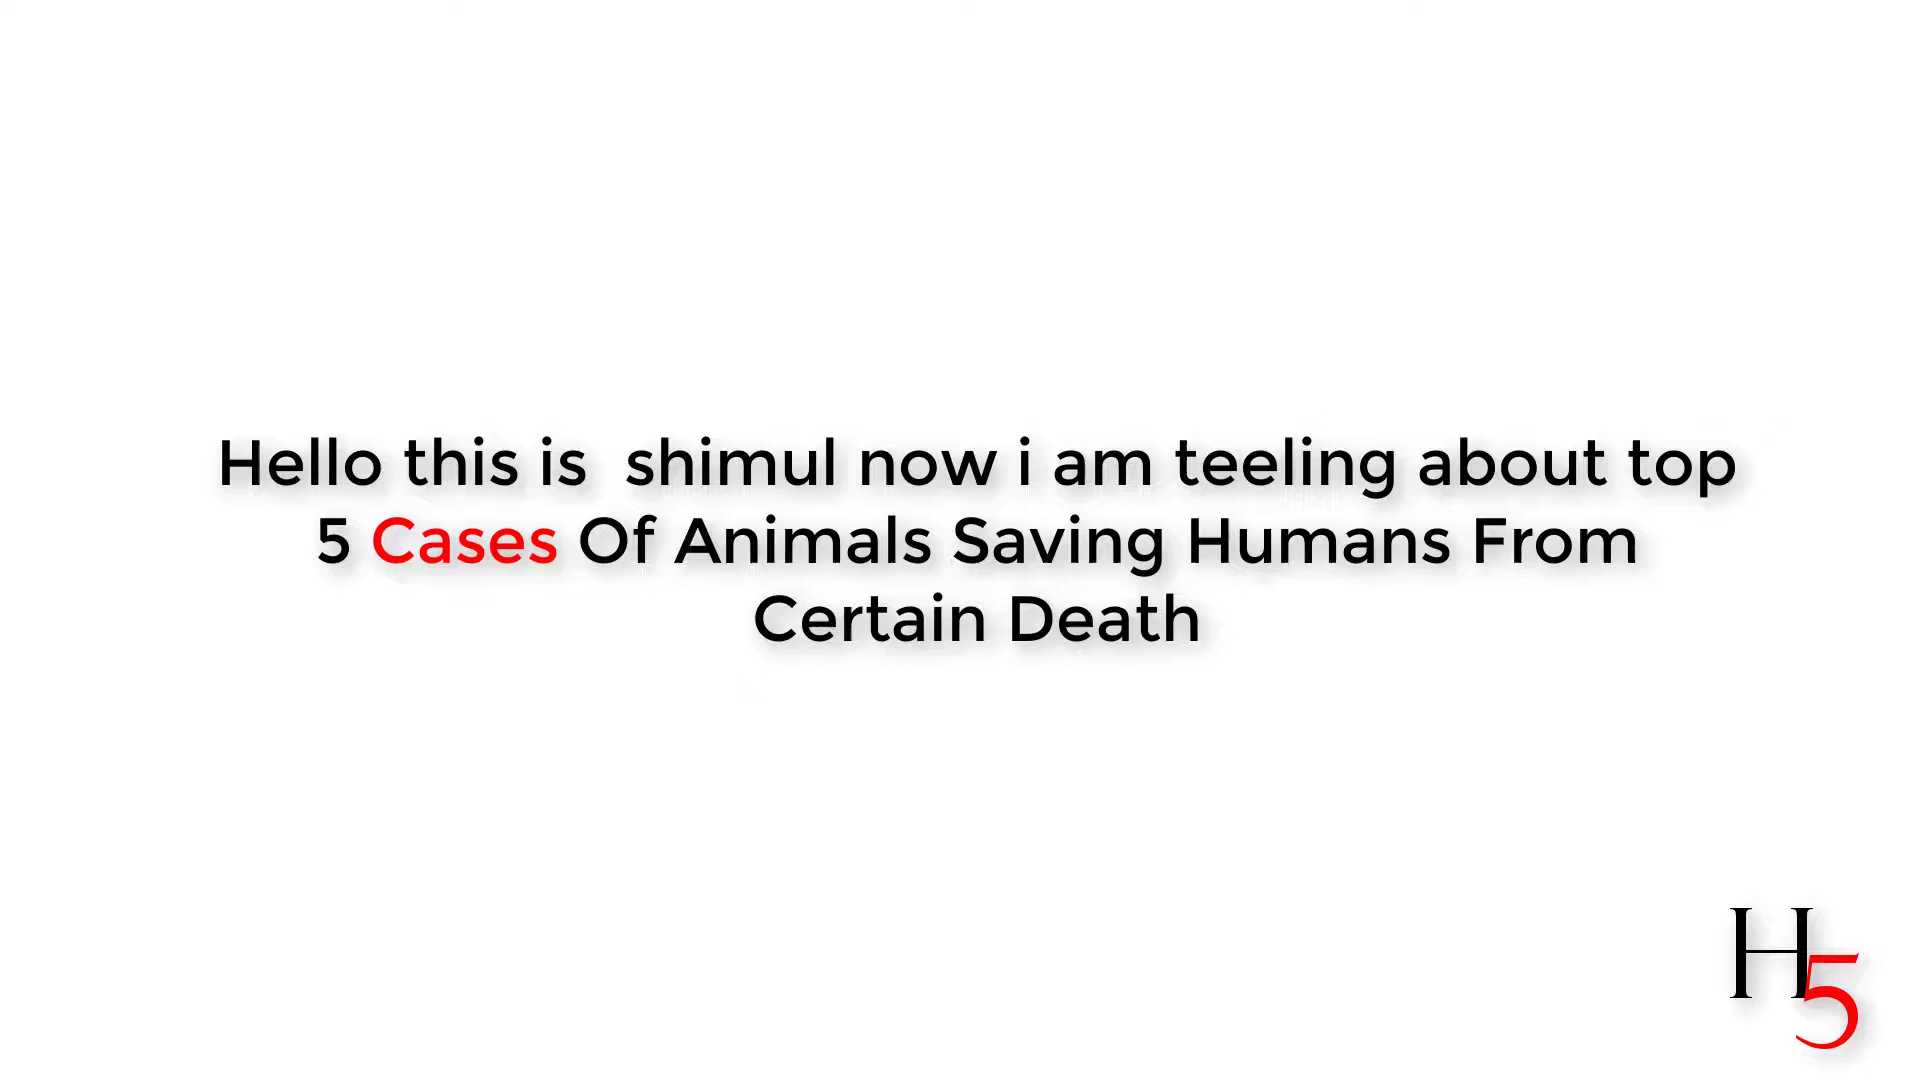 Hello this is  shimul now i am teeling about top
5 Cases Of Animals Saving Humans From
Certain Death
H5